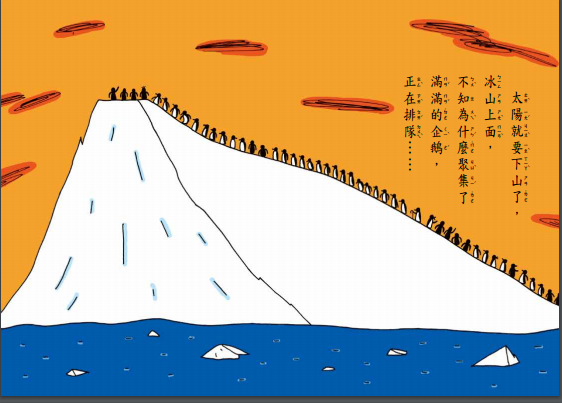 太陽就要下山了，
冰山上面，
不知為什麼聚集了
滿滿的企鵝，
正在排隊……